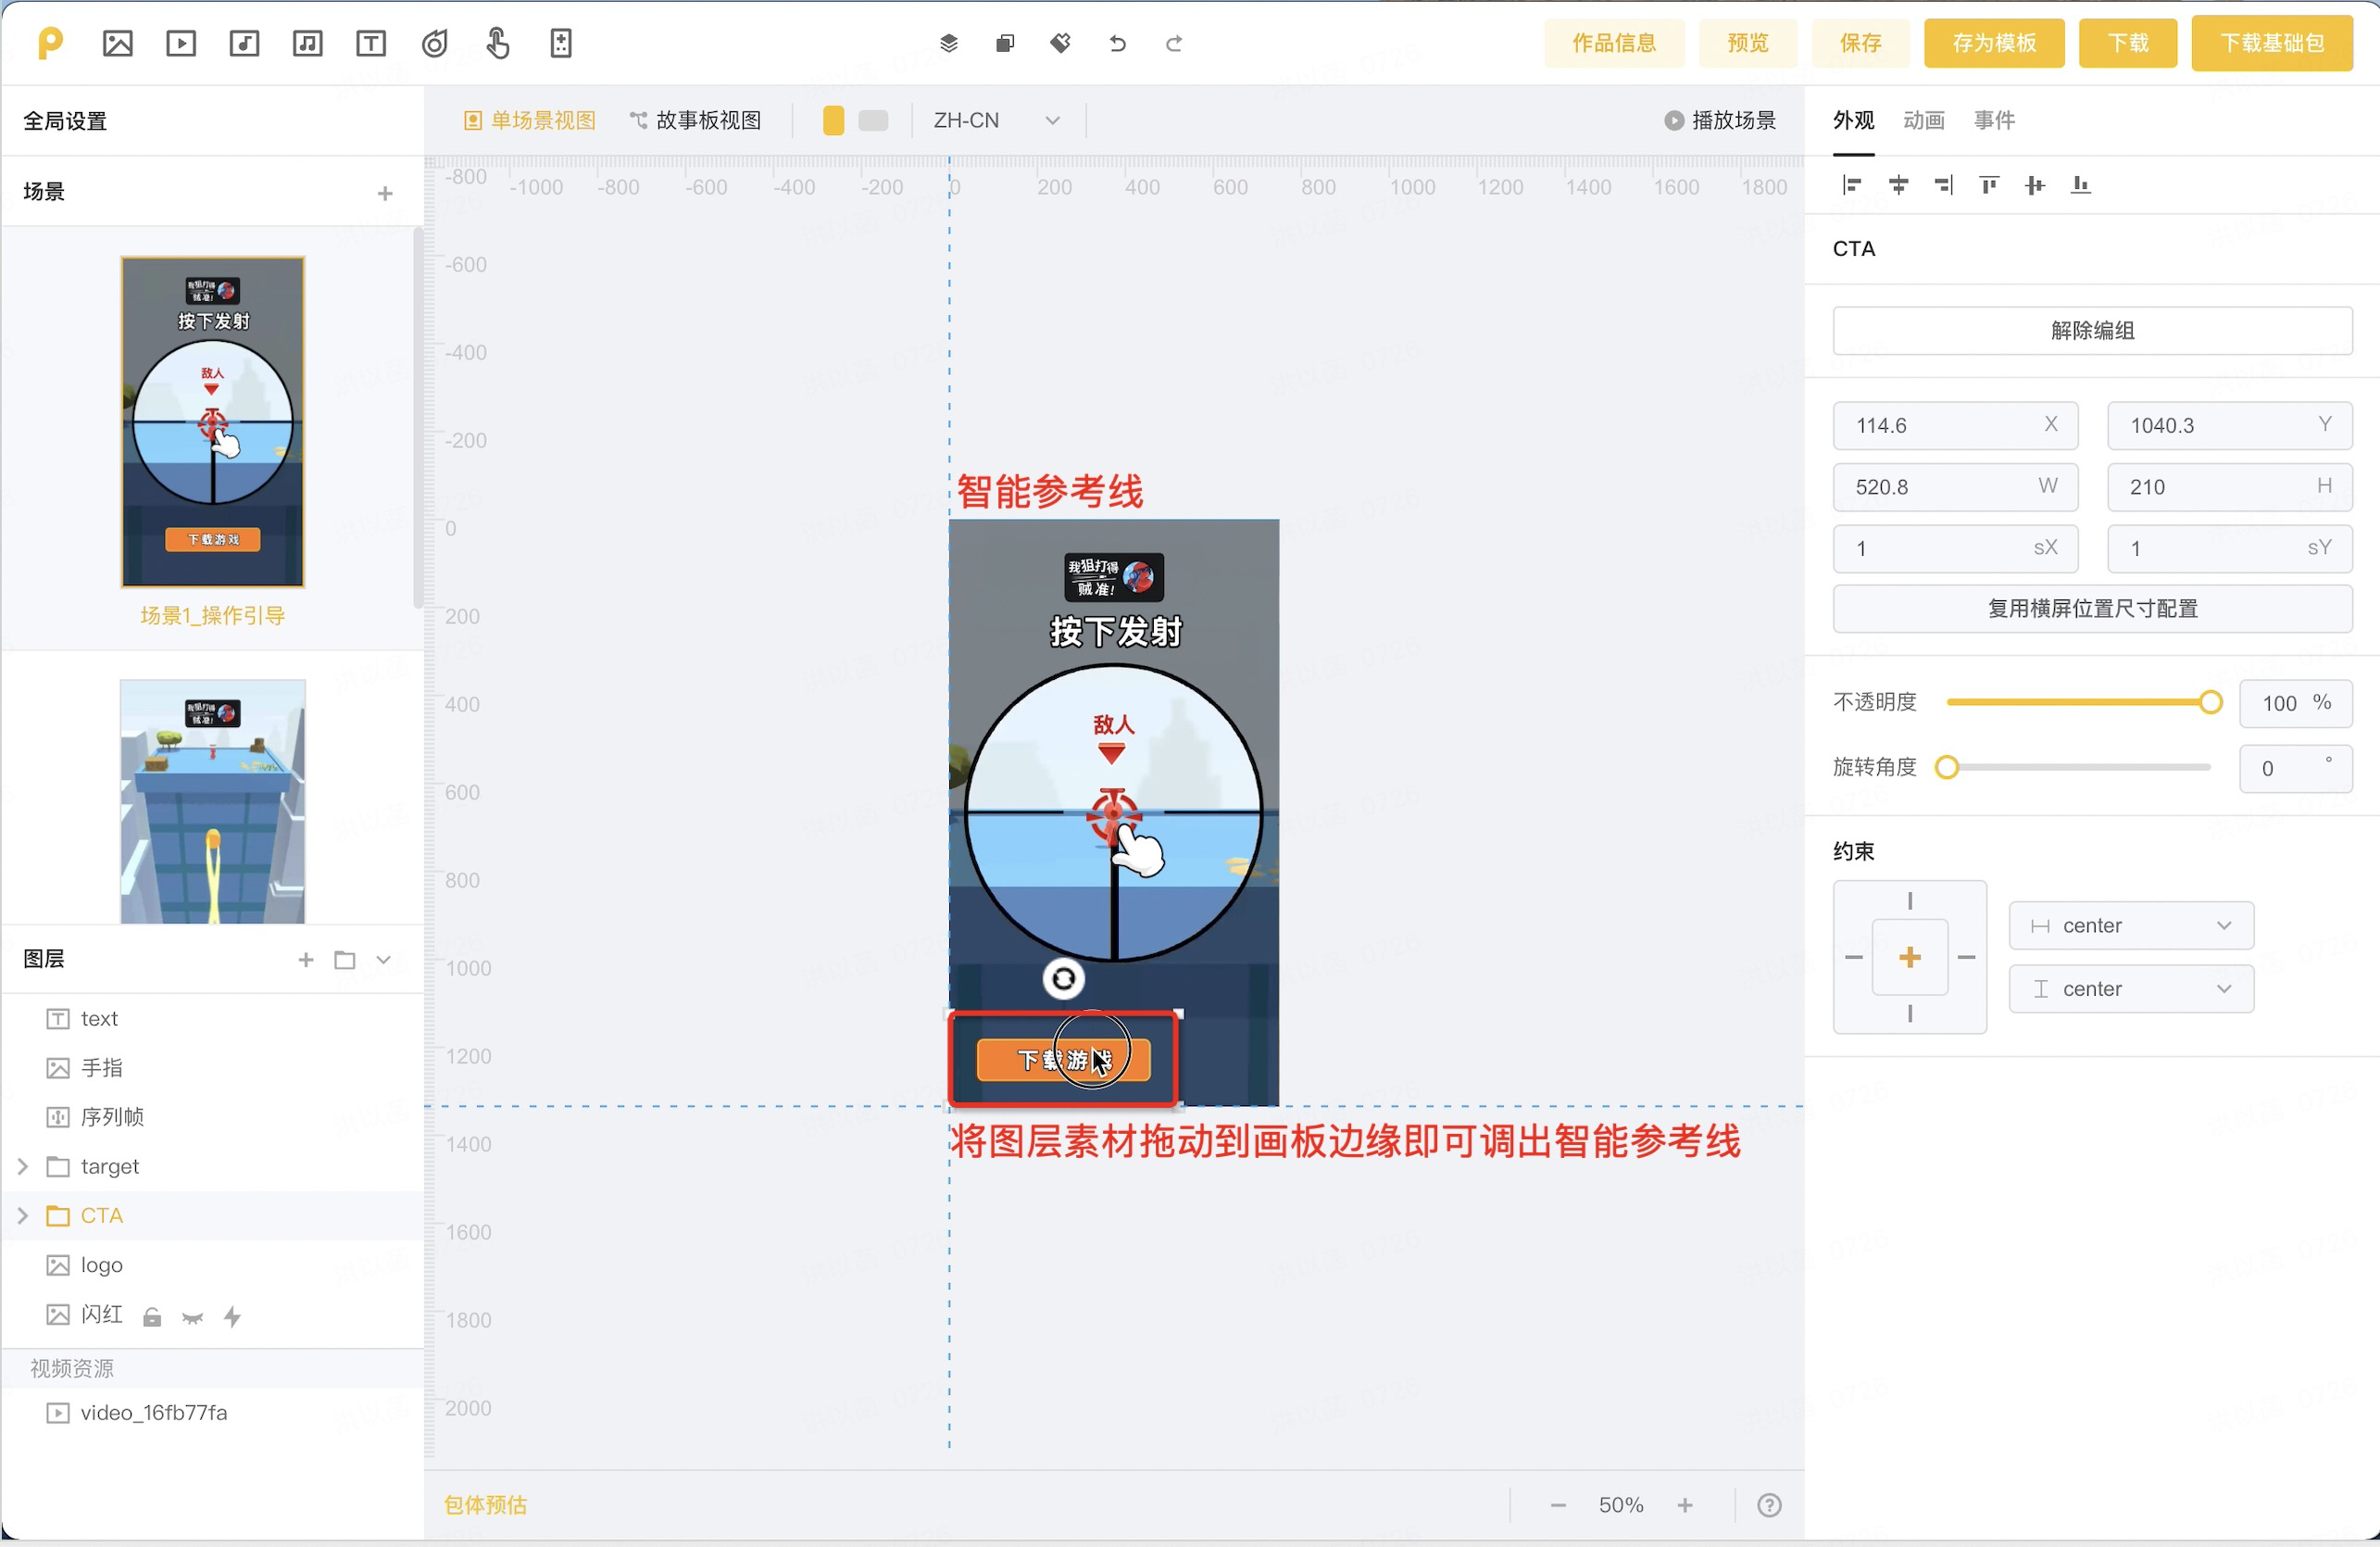 作品信息
预览
保存
存为模板
下载
下载基础包
全局设置
单场景视图
故事板视图
ZH-CN
播放场景
外观
动画
事件
场景
-1000 -800 -600 -400 -200 0 200 400 600 800 1000 1200 1400 1600 1800
-800
-600
-400
-200
0
200
400
600
800
1000
1200
1400
1600
1800
2000
我狙打得
贼准!
按下发射
敌人
下载游戏
场景1_操作引导
我狙打得
贼准!
图层
text
手指
序列帧
target
CTA
logo
闪红
视频资源
video_16fb77fa
智能参考线
我狙打得
贼准!
按下发射
敌人
下载游戏
将图层素材拖动到画板边缘即可调出智能参考线
包体预估
50%
CTA
解除编组
114.6 X
1040.3 Y
520.8 W
210 H
1 sX
1 sY
复用横屏位置尺寸配置
不透明度
100 %
旋转角度
0 °
约束
center
center